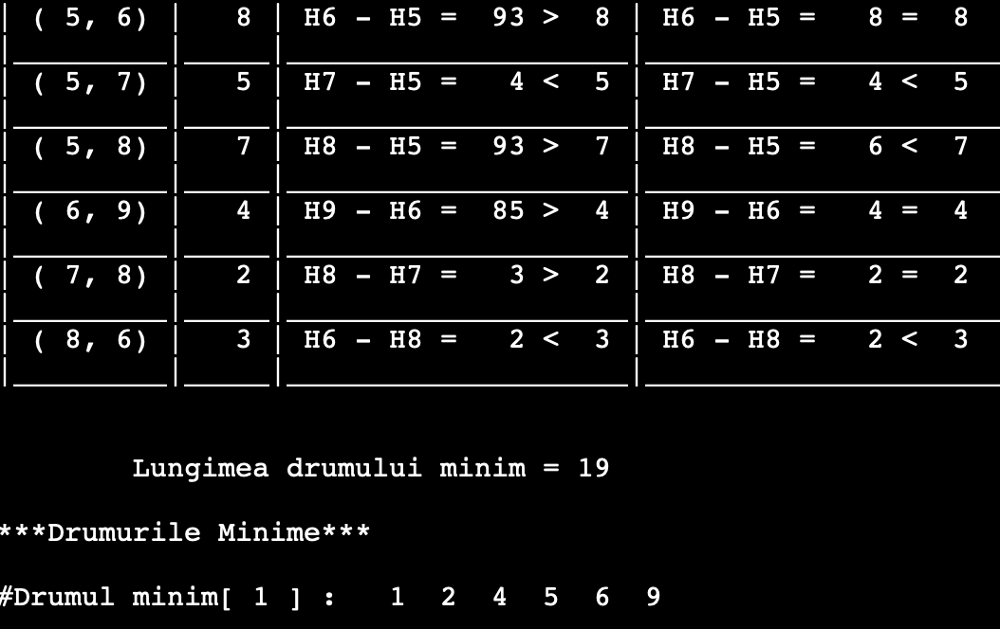 | ( 5, 6) | 8 | H6 - H5 = 93 > 8 | H6 - H5 = 8 = 8
| ( 5, 7) | 5 | H7 - H5 = 4 < 5 | H7 - H5 = 4 < 5
| ( 5, 8) | 7 | H8 - H5 = 93 > 7 | H8 - H5 = 6 < 7
| ( 6, 9) | 4 | H9 - H6 = 85 > 4 | H9 - H6 = 4 = 4
| ( 7, 8) | 2 | H8 - H7 = 3 > 2 | H8 - H7 = 2 = 2
| ( 8, 6) | 3 | H6 - H8 = 2 < 3 | H6 - H8 = 2 < 3
Lungimea drumului minim = 19
***Drumurile Minime***
#Drumul minim[ 1 ] : 1 2 4 5 6 9